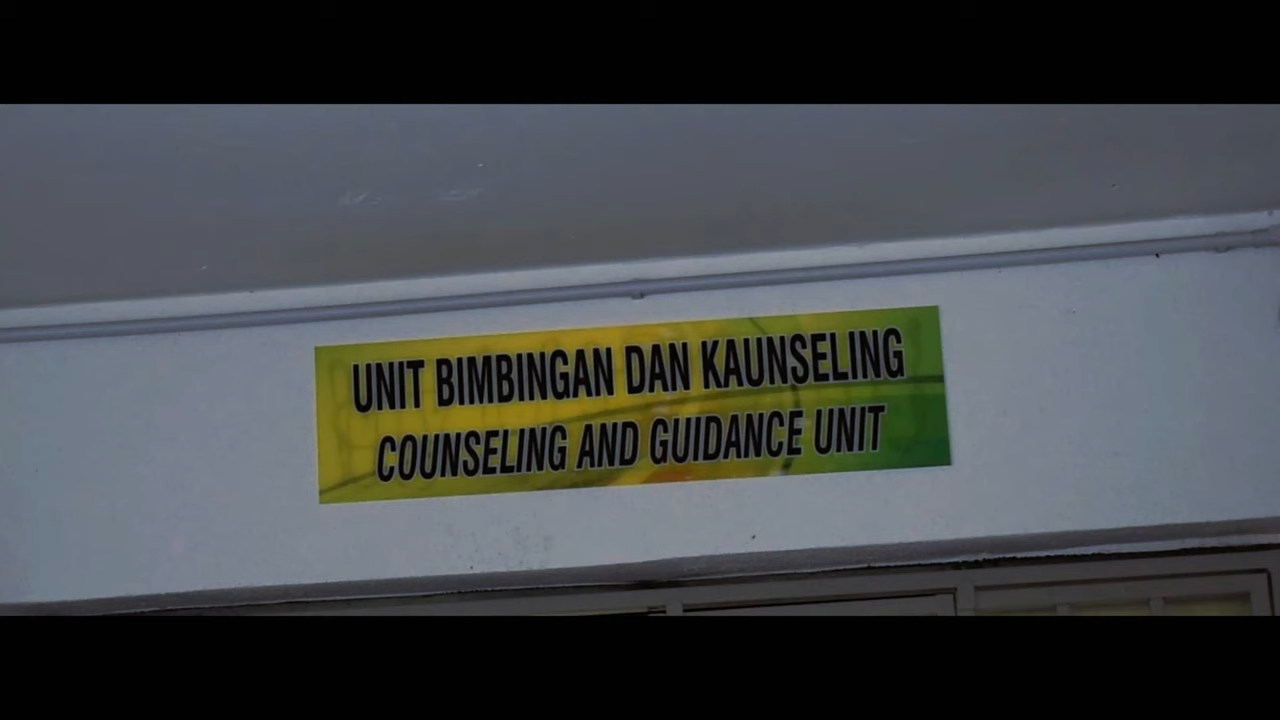 UNIT BIMBINGAN DAN KAUNSELING
COUNSELING AND GUIDANCE UNIT